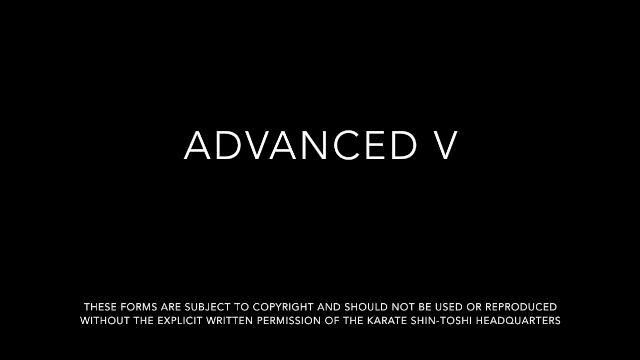 ADVANCED V
THESE FORMS ARE SUBJECT TO COPYRIGHT AND SHOULD NOT BE USED OR REPRODUCED
WITHOUT THE EXPLICIT WRITTEN PERMISSION OF THE KARATE SHIN-TOSHI HEADQUARTERS